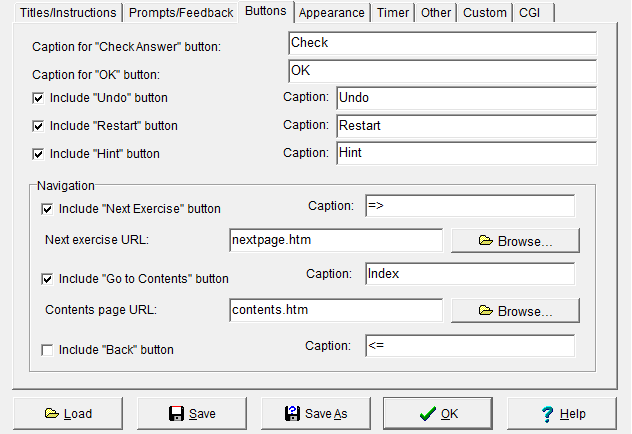 Titles/Instructions Prompts/Feedback Buttons Appearance Timer Other Custom CGI
Caption for "Check Answer" button: Check
Caption for "OK" button: OK
Include "Undo" button Caption: Undo
Include "Restart" button Caption: Restart
Include "Hint" button Caption: Hint
Navigation
Include "Next Exercise" button Caption: =>
Next exercise URL: nextpage.htm Browse...
Include "Go to Contents" button Caption: Index
Contents page URL: contents.htm Browse...
Include "Back" button Caption: <=
Load Save Save As OK Help